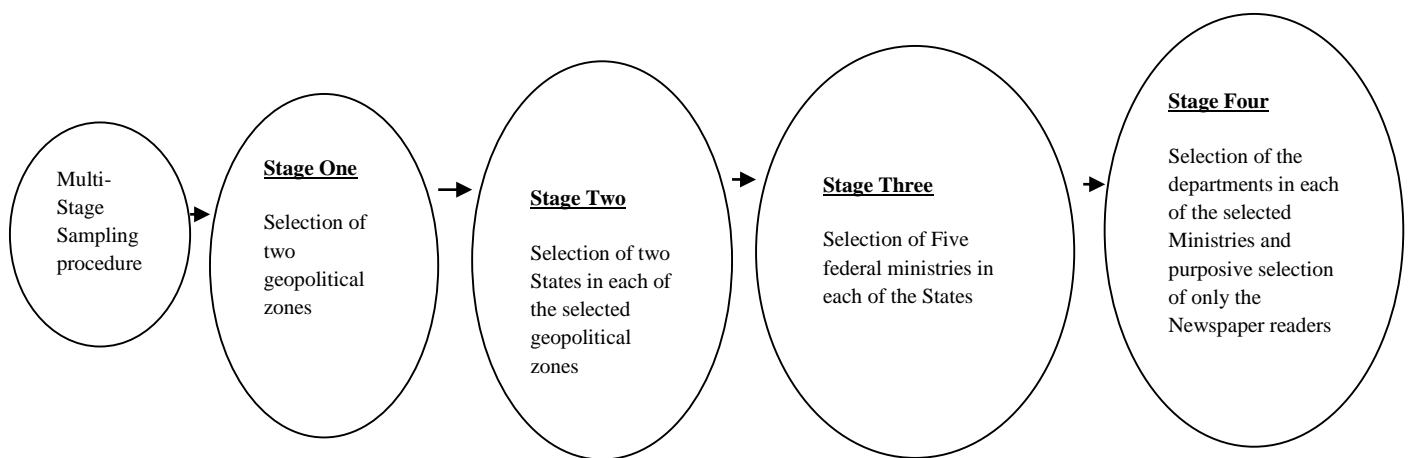 Multi-
Stage
Sampling
procedure
Stage One
Selection of
two
geopolitical
zones
Stage Two
Selection of two
States in each of
the selected
geopolitical
zones
Stage Three
Selection of Five
federal ministries in
each of the States
Stage Four
Selection of the
departments in each
of the selected
Ministries and
purposive selection
of only the
Newspaper readers